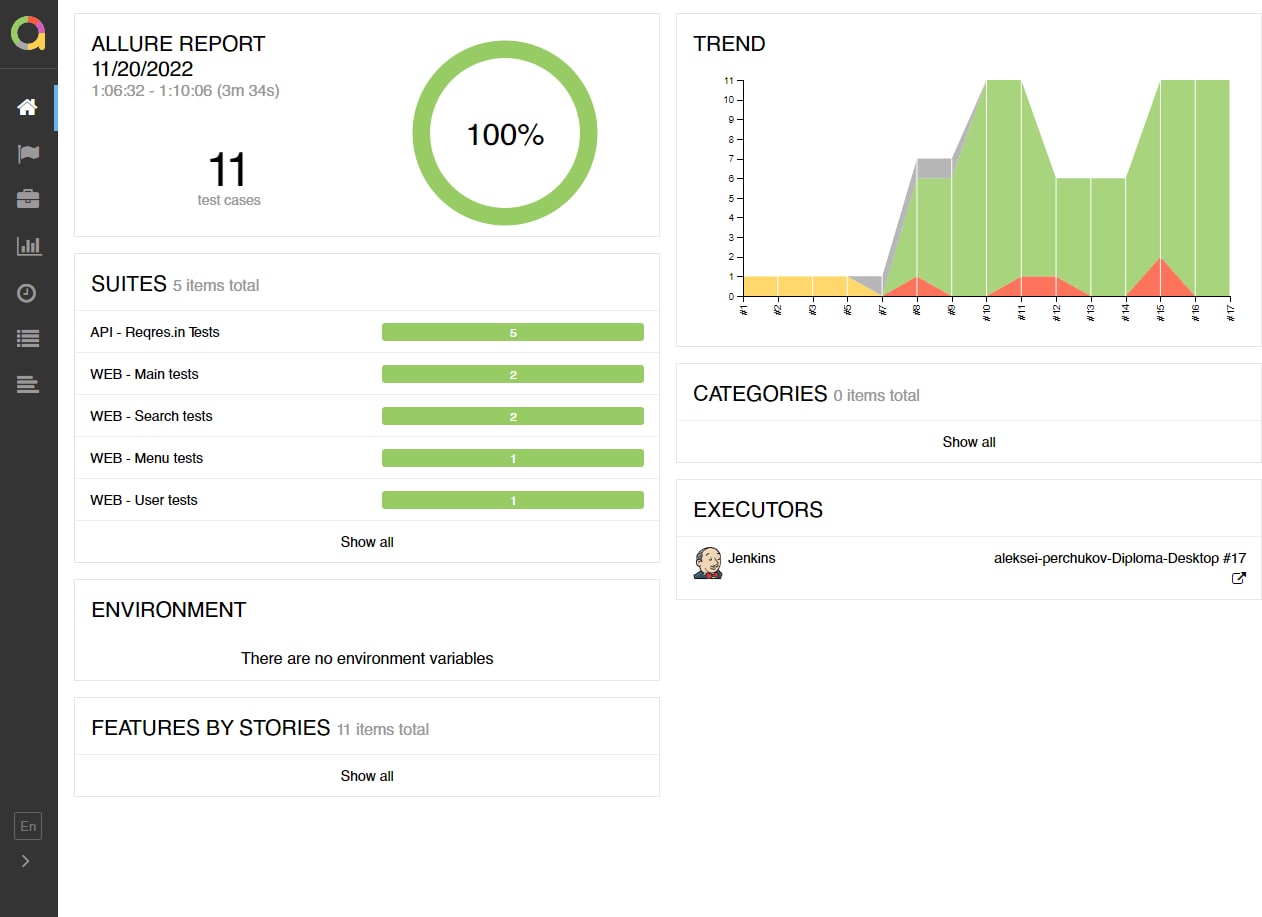 ALLURE REPORT
11/20/2022
1:06:32 - 1:10:06 (3m 34s)
100%
11
test cases
SUITES 5 items total
API - Reqres.in Tests 5
WEB - Main tests 2
WEB - Search tests 2
WEB - Menu tests 1
WEB - User tests 1
Show all
ENVIRONMENT
There are no environment variables
FEATURES BY STORIES 11 items total
Show all
TREND
11
10
9
8
7
6
5
4
3
2
1
0
#1 #2 #3 #5 #7 #8 #9 #10 #11 #12 #13 #14 #15 #16 #17
CATEGORIES 0 items total
Show all
EXECUTORS
Jenkins aleksei-perchukov-Diploma-Desktop #17
En